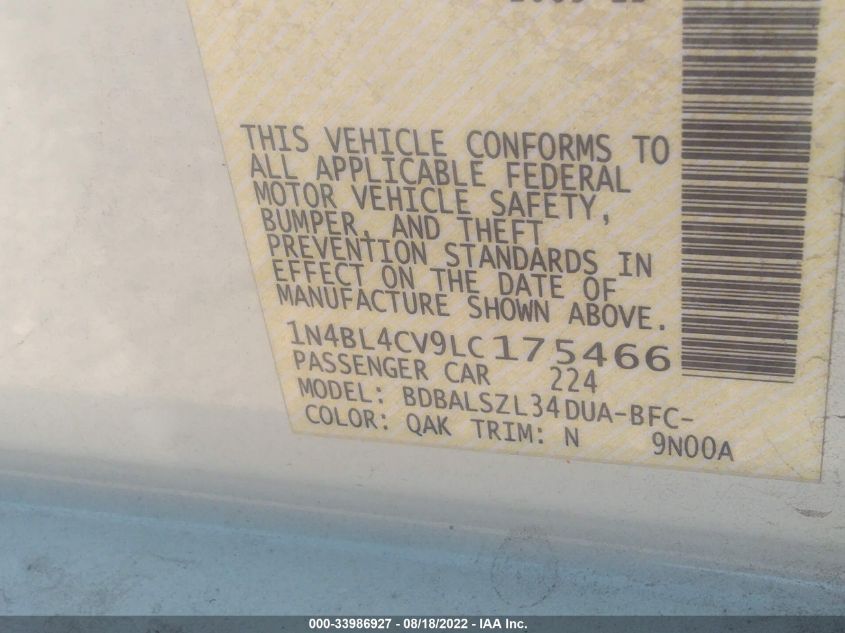 THIS VEHICLE CONFORMS TO
ALL APPLICABLE FEDERAL
MOTOR VEHICLE SAFETY,
BUMPER, AND THEFT
PREVENTION STANDARDS IN
EFFECT ON THE DATE OF
MANUFACTURE SHOWN ABOVE.
1N4BL4CV9LC175466
PASSENGER CAR 224
MODEL: BDBALSZL34DUA-BFC-
COLOR: QAK TRIM: N 9N00A
000-33986927 - 08/18/2022 - IAA Inc.